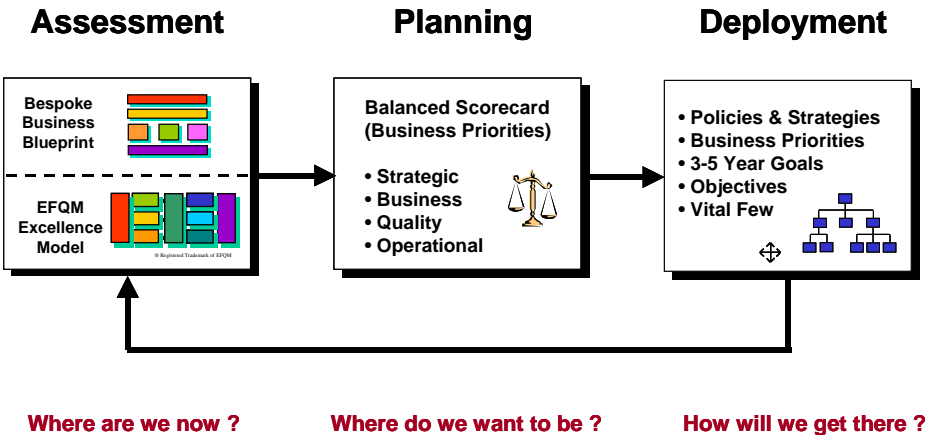 Assessment
Planning
Deployment
Bespoke
Business
Blueprint
EFQM
Excellence
Model
® Registered Trademark of EFQM
Balanced Scorecard
(Business Priorities)
• Strategic
• Business
• Quality
• Operational
• Policies & Strategies
• Business Priorities
• 3-5 Year Goals
• Objectives
• Vital Few
Where are we now ?
Where do we want to be ?
How will we get there ?